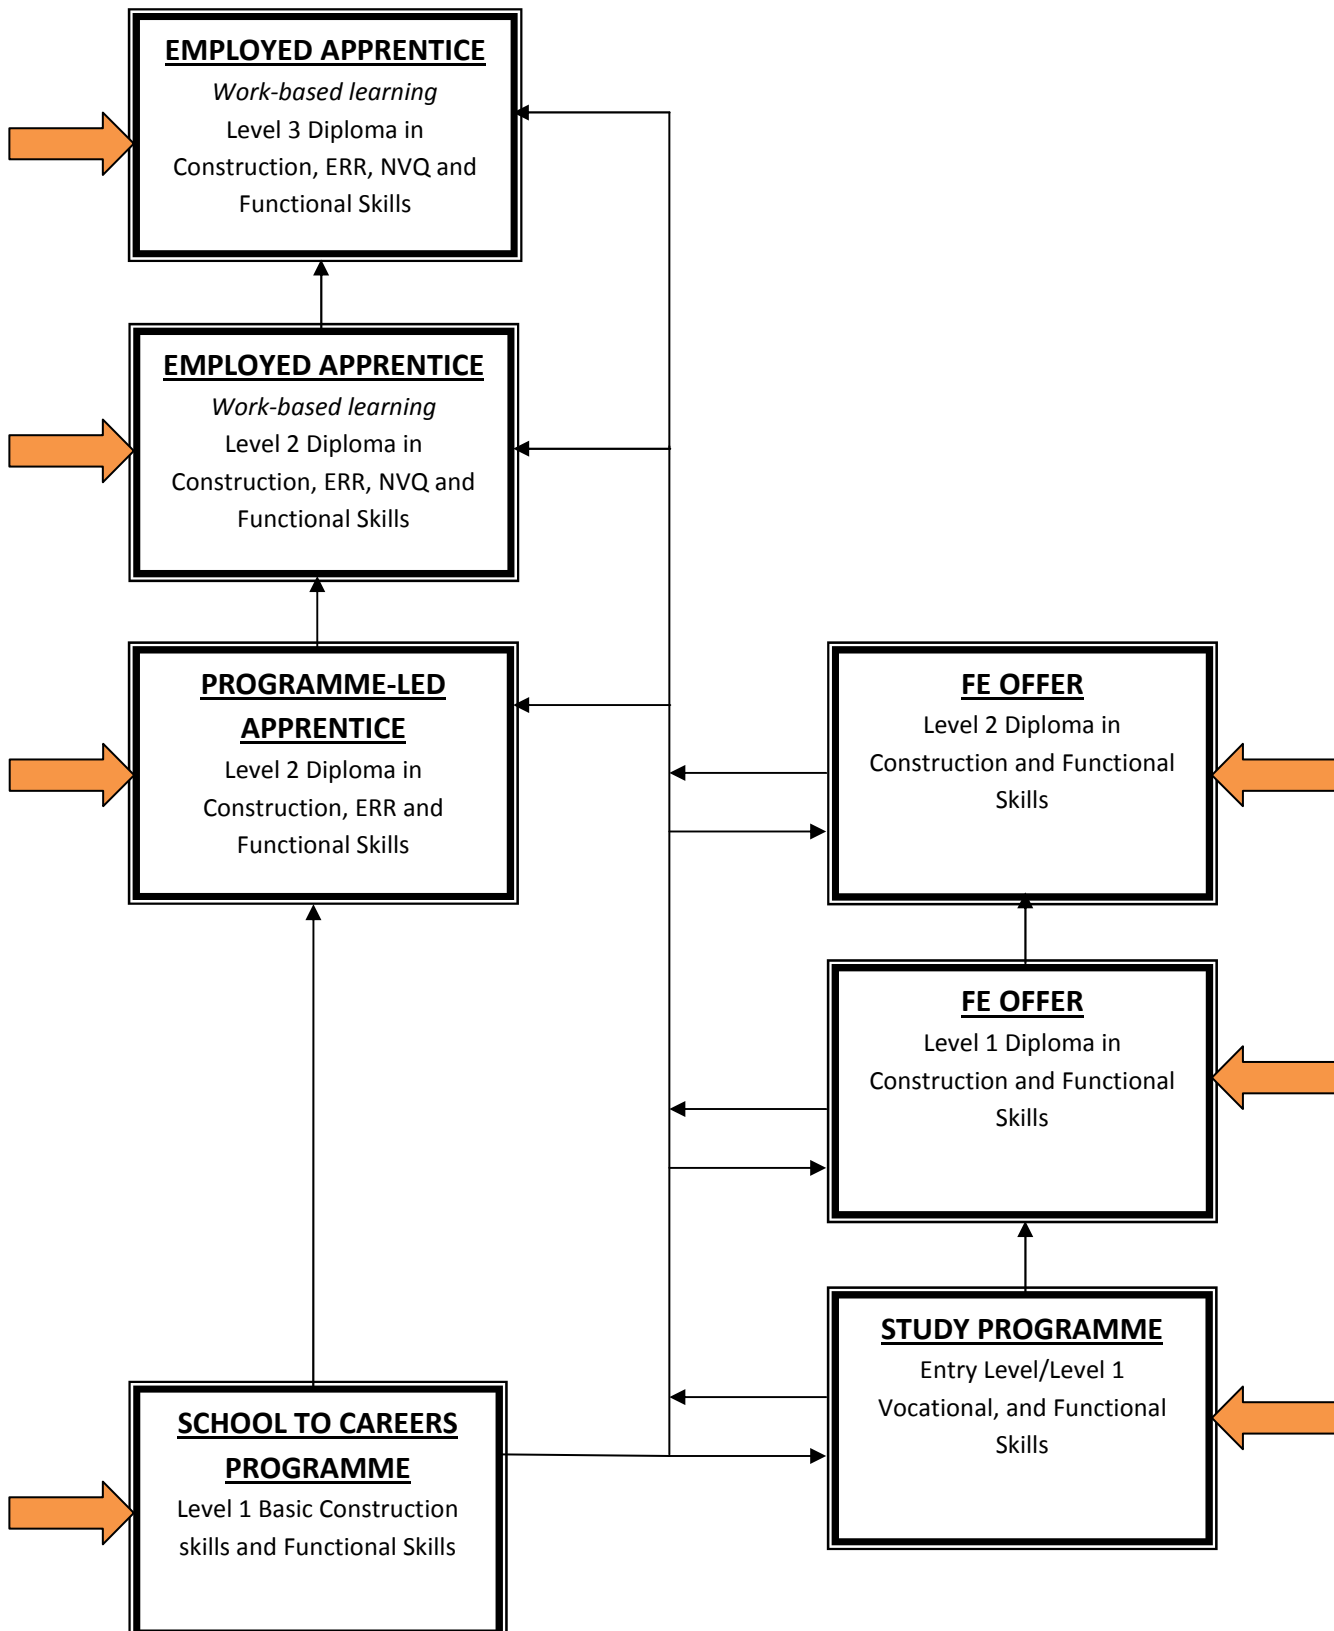 EMPLOYED APPRENTICE
Work-based learning
Level 3 Diploma in
Construction, ERR, NVQ and
Functional Skills
EMPLOYED APPRENTICE
Work-based learning
Level 2 Diploma in
Construction, ERR, NVQ and
Functional Skills
PROGRAMME-LED
APPRENTICE
Level 2 Diploma in
Construction, ERR and
Functional Skills
FE OFFER
Level 2 Diploma in
Construction and Functional
Skills
FE OFFER
Level 1 Diploma in
Construction and Functional
Skills
STUDY PROGRAMME
Entry Level/Level 1
Vocational, and Functional
Skills
SCHOOL TO CAREERS
PROGRAMME
Level 1 Basic Construction
skills and Functional Skills